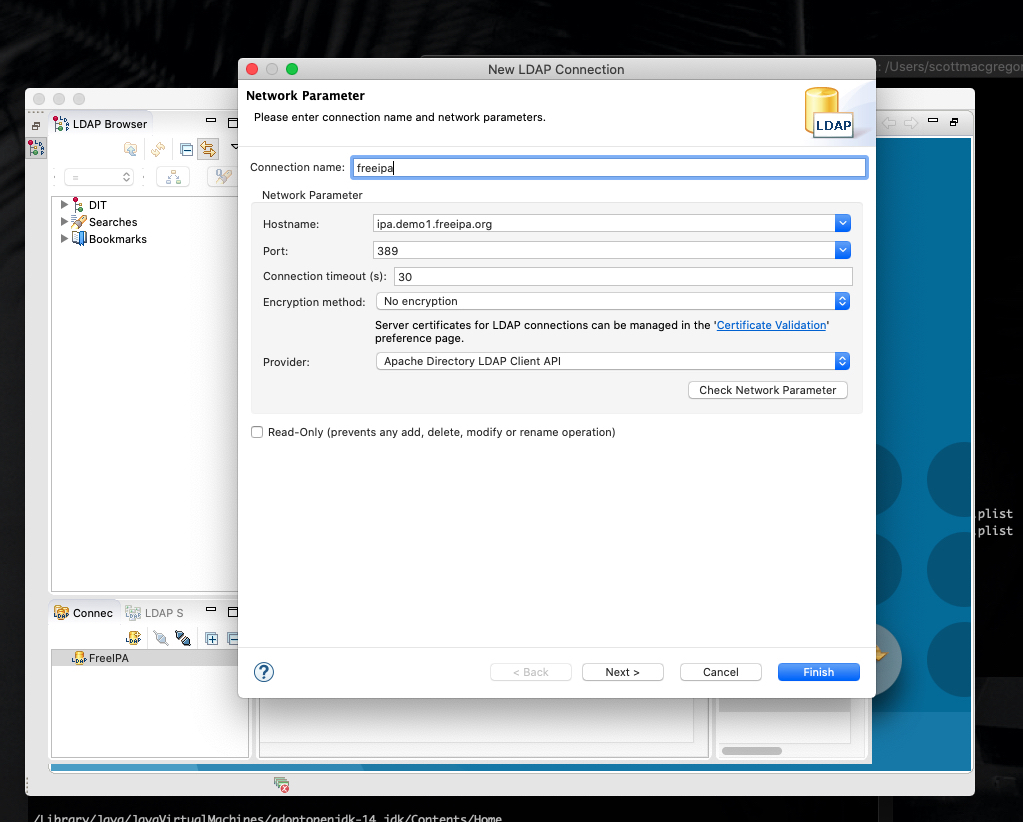 New LDAP Connection
: /Users/scottmacgregor
Network Parameter
Please enter connection name and network parameters.
LDAP
LDAP Browser
Connection name: freeipa
=
Network Parameter
DIT
Hostname: ipa.demo1.freeipa.org
Searches
Bookmarks
Port: 389
Connection timeout (s): 30
Encryption method: No encryption
Server certificates for LDAP connections can be managed in the 'Certificate Validation'
preference page.
Provider: Apache Directory LDAP Client API
Check Network Parameter
Read-Only (prevents any add, delete, modify or rename operation)
.plist
.plist
Connec
LDAP S
LDAP
FreeIPA
?
< Back
Next >
Cancel
Finish
/Library/Java/JavaVirtualMachines/adoptopenjdk-14.jdk/Contents/Home